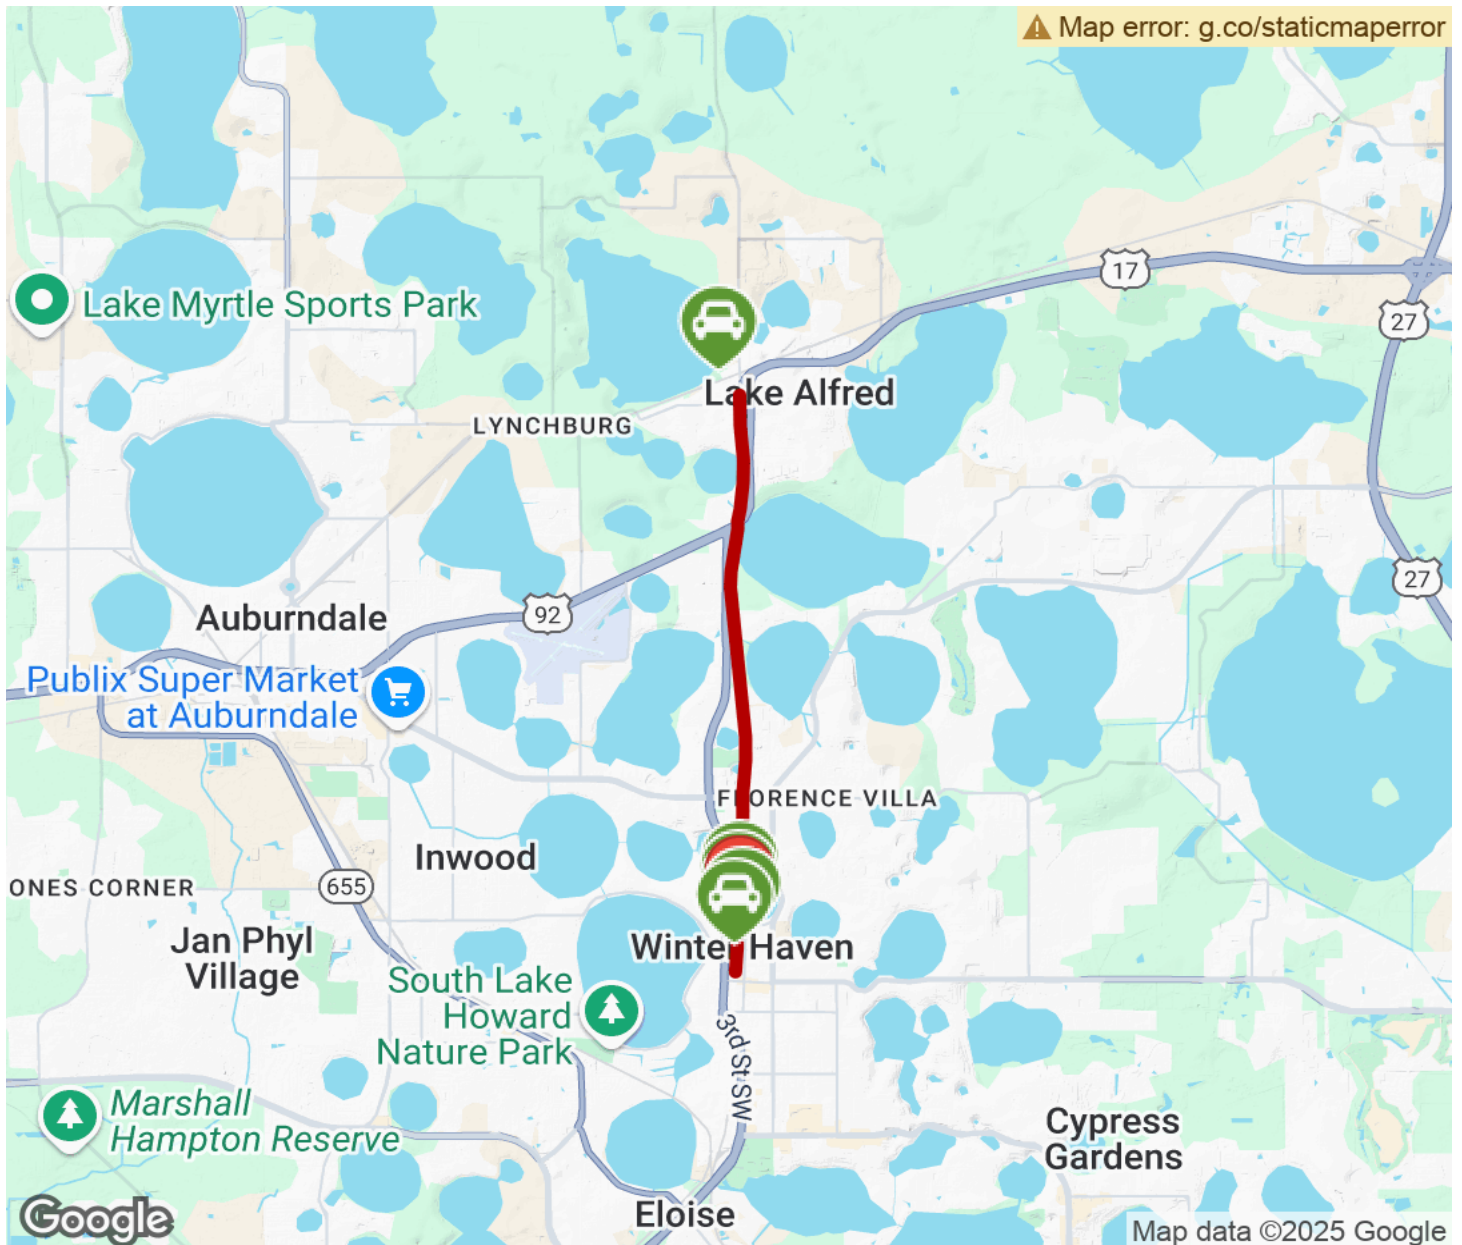 Map error: g.co/staticmaperror
17
Lake Myrtle Sports Park
27
Lake Alfred
LYNCHBURG
27
92
Auburndale
Publix Super Market
at Auburndale
FLORENCE VILLA
Inwood
ONES CORNER
655
Winter Haven
Jan Phyl
Village
South Lake
Howard
Nature Park
3rd St SW
Marshall
Hampton Reserve
Cypress
Gardens
Eloise
Google
Map data ©2025 Google